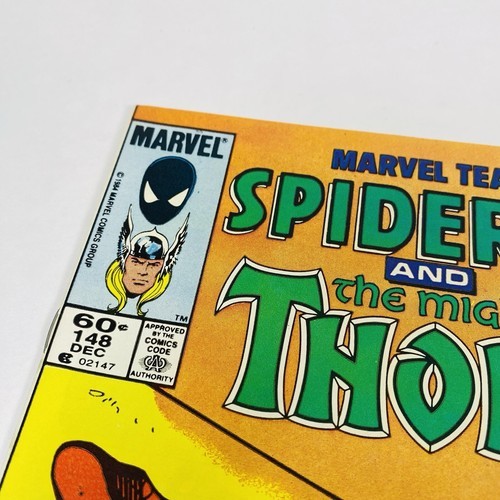 MARVEL
© 1984 MARVEL COMICS GROUP
TM
60¢
148
DEC
02147
APPROVED
BY THE
COMICS
CODE
AUTHORITY
MARVEL TEA
SPIDER
AND
THE MIG
THO